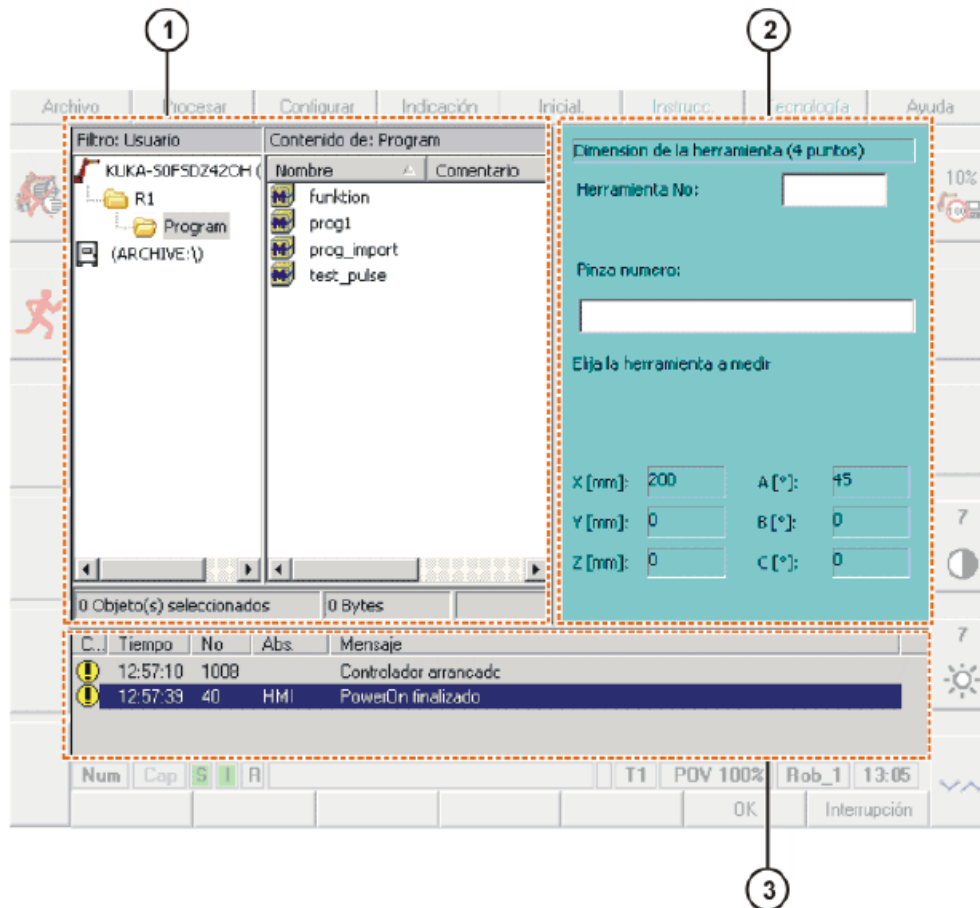 1
2
Archivo Procesar Configurar Indicación Inicial. Instrucc. Tecnología Ayuda
Filtro: Usuario
KUKA-S0FSDZ42OH (
R1
Program
(ARCHIVE:\)
Contenido de: Program
Nombre Comentario
funktion
prog1
prog_import
test_pulse
0 Objeto(s) seleccionados 0 Bytes
Dimension de la herramienta (4 puntos)
Herramienta No:
Pinza numero:
Elija la herramienta a medir
X [mm]: 200 A [°]: 45
Y [mm]: 0 B [°]: 0
Z [mm]: 0 C [°]: 0
10%
100
7
7
C... Tiempo No Abs. Mensaje
12:57:10 1008 Controlador arrancado
12:57:39 40 HMI PowerOn finalizado
Num Cap S I R T1 POV 100% Rob_1 13:05
OK Interrupción
3